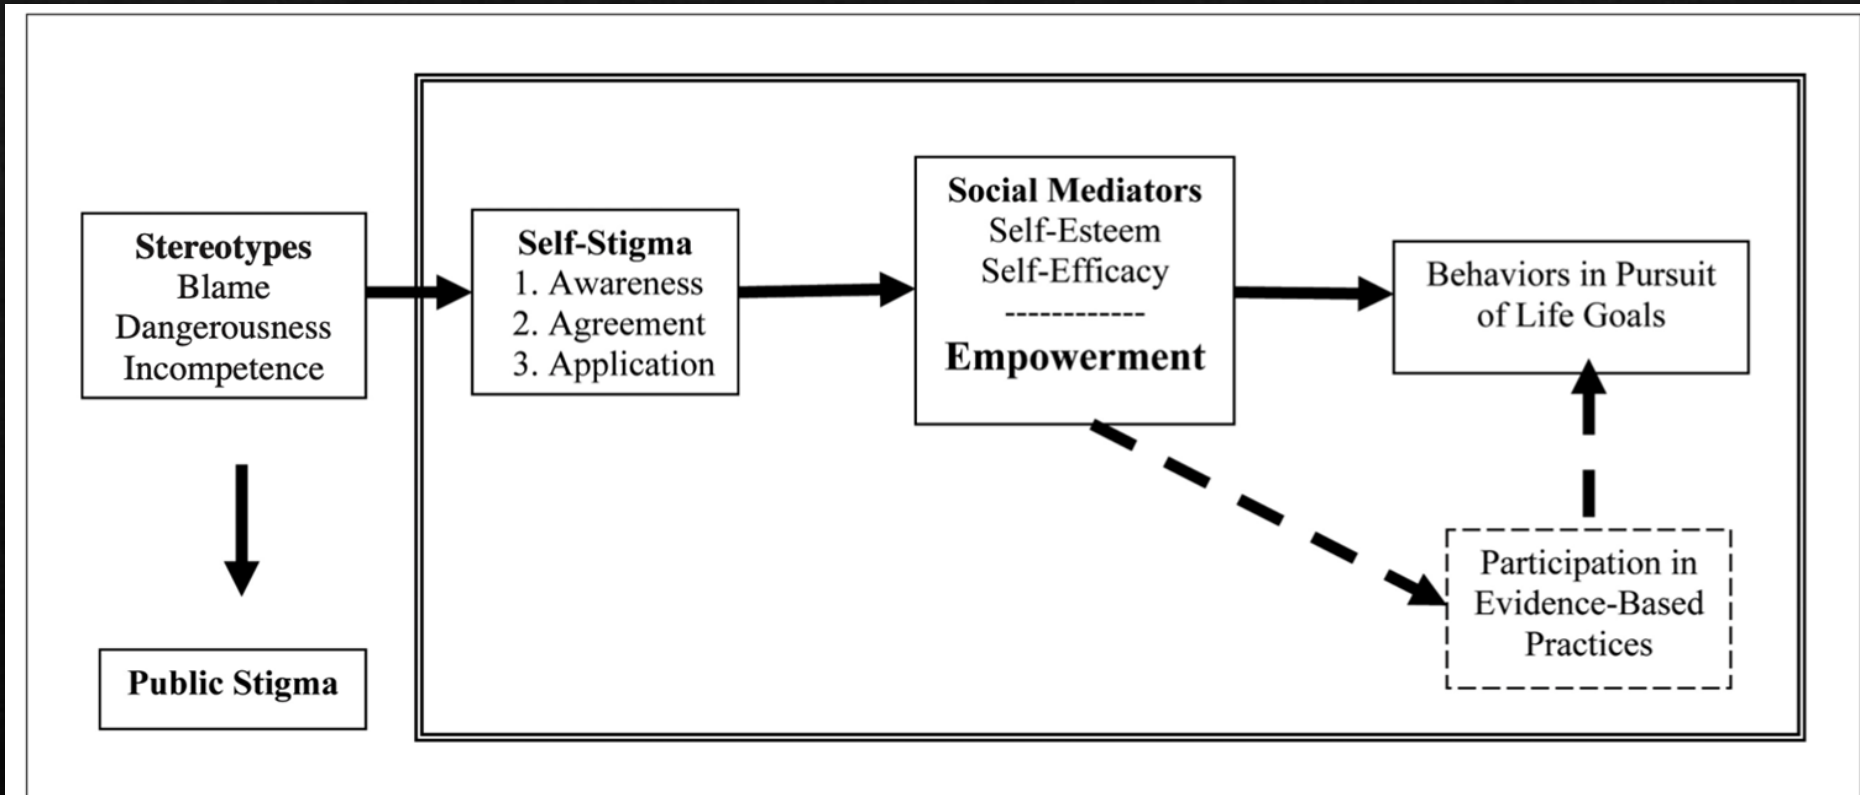 Stereotypes
Blame
Dangerousness
Incompetence
Public Stigma
Self-Stigma
1. Awareness
2. Agreement
3. Application
Social Mediators
Self-Esteem
Self-Efficacy
------------
Empowerment
Behaviors in Pursuit
of Life Goals
Participation in
Evidence-Based
Practices